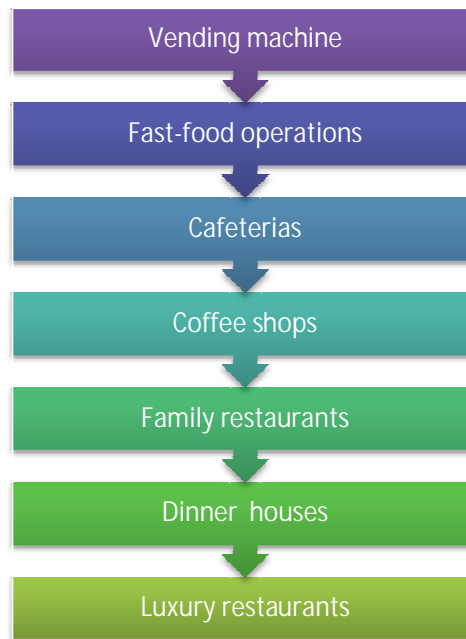 Vending machine
Fast-food operations
Cafeterias
Coffee shops
Family restaurants
Dinner houses
Luxury restaurants